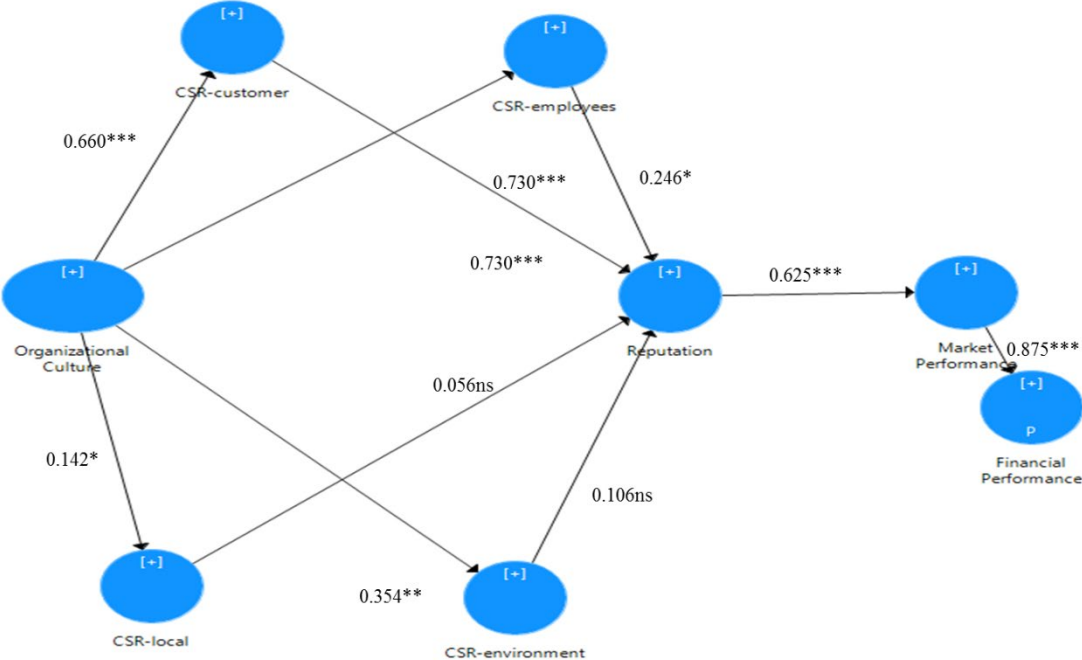 [+]
CSR-customer
[+]
CSR-employees
0.660***
0.730***
0.246*
[+]
Organizational
Culture
0.730***
[+]
Reputation
0.625***
[+]
Market
Performance
0.875***
[+]
P
Financial
Performance
0.056ns
0.142*
0.106ns
[+]
CSR-local
0.354**
[+]
CSR-environment